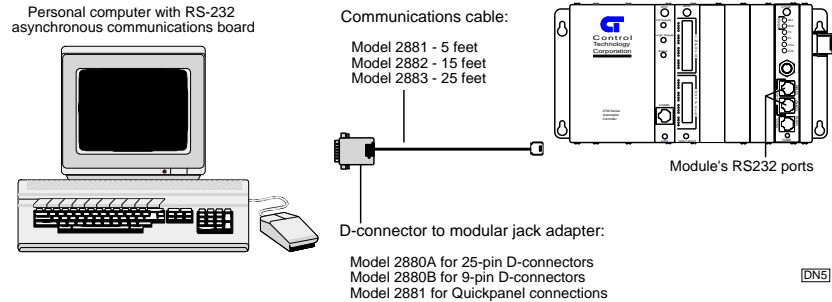 Personal computer with RS-232
asynchronous communications board
Communications cable:
Model 2881 - 5 feet
Model 2882 - 15 feet
Model 2883 - 25 feet
Control
Technology
Corporation
Module's RS232 ports
D-connector to modular jack adapter:
Model 2880A for 25-pin D-connectors
Model 2880B for 9-pin D-connectors
Model 2881 for Quickpanel connections
DN5